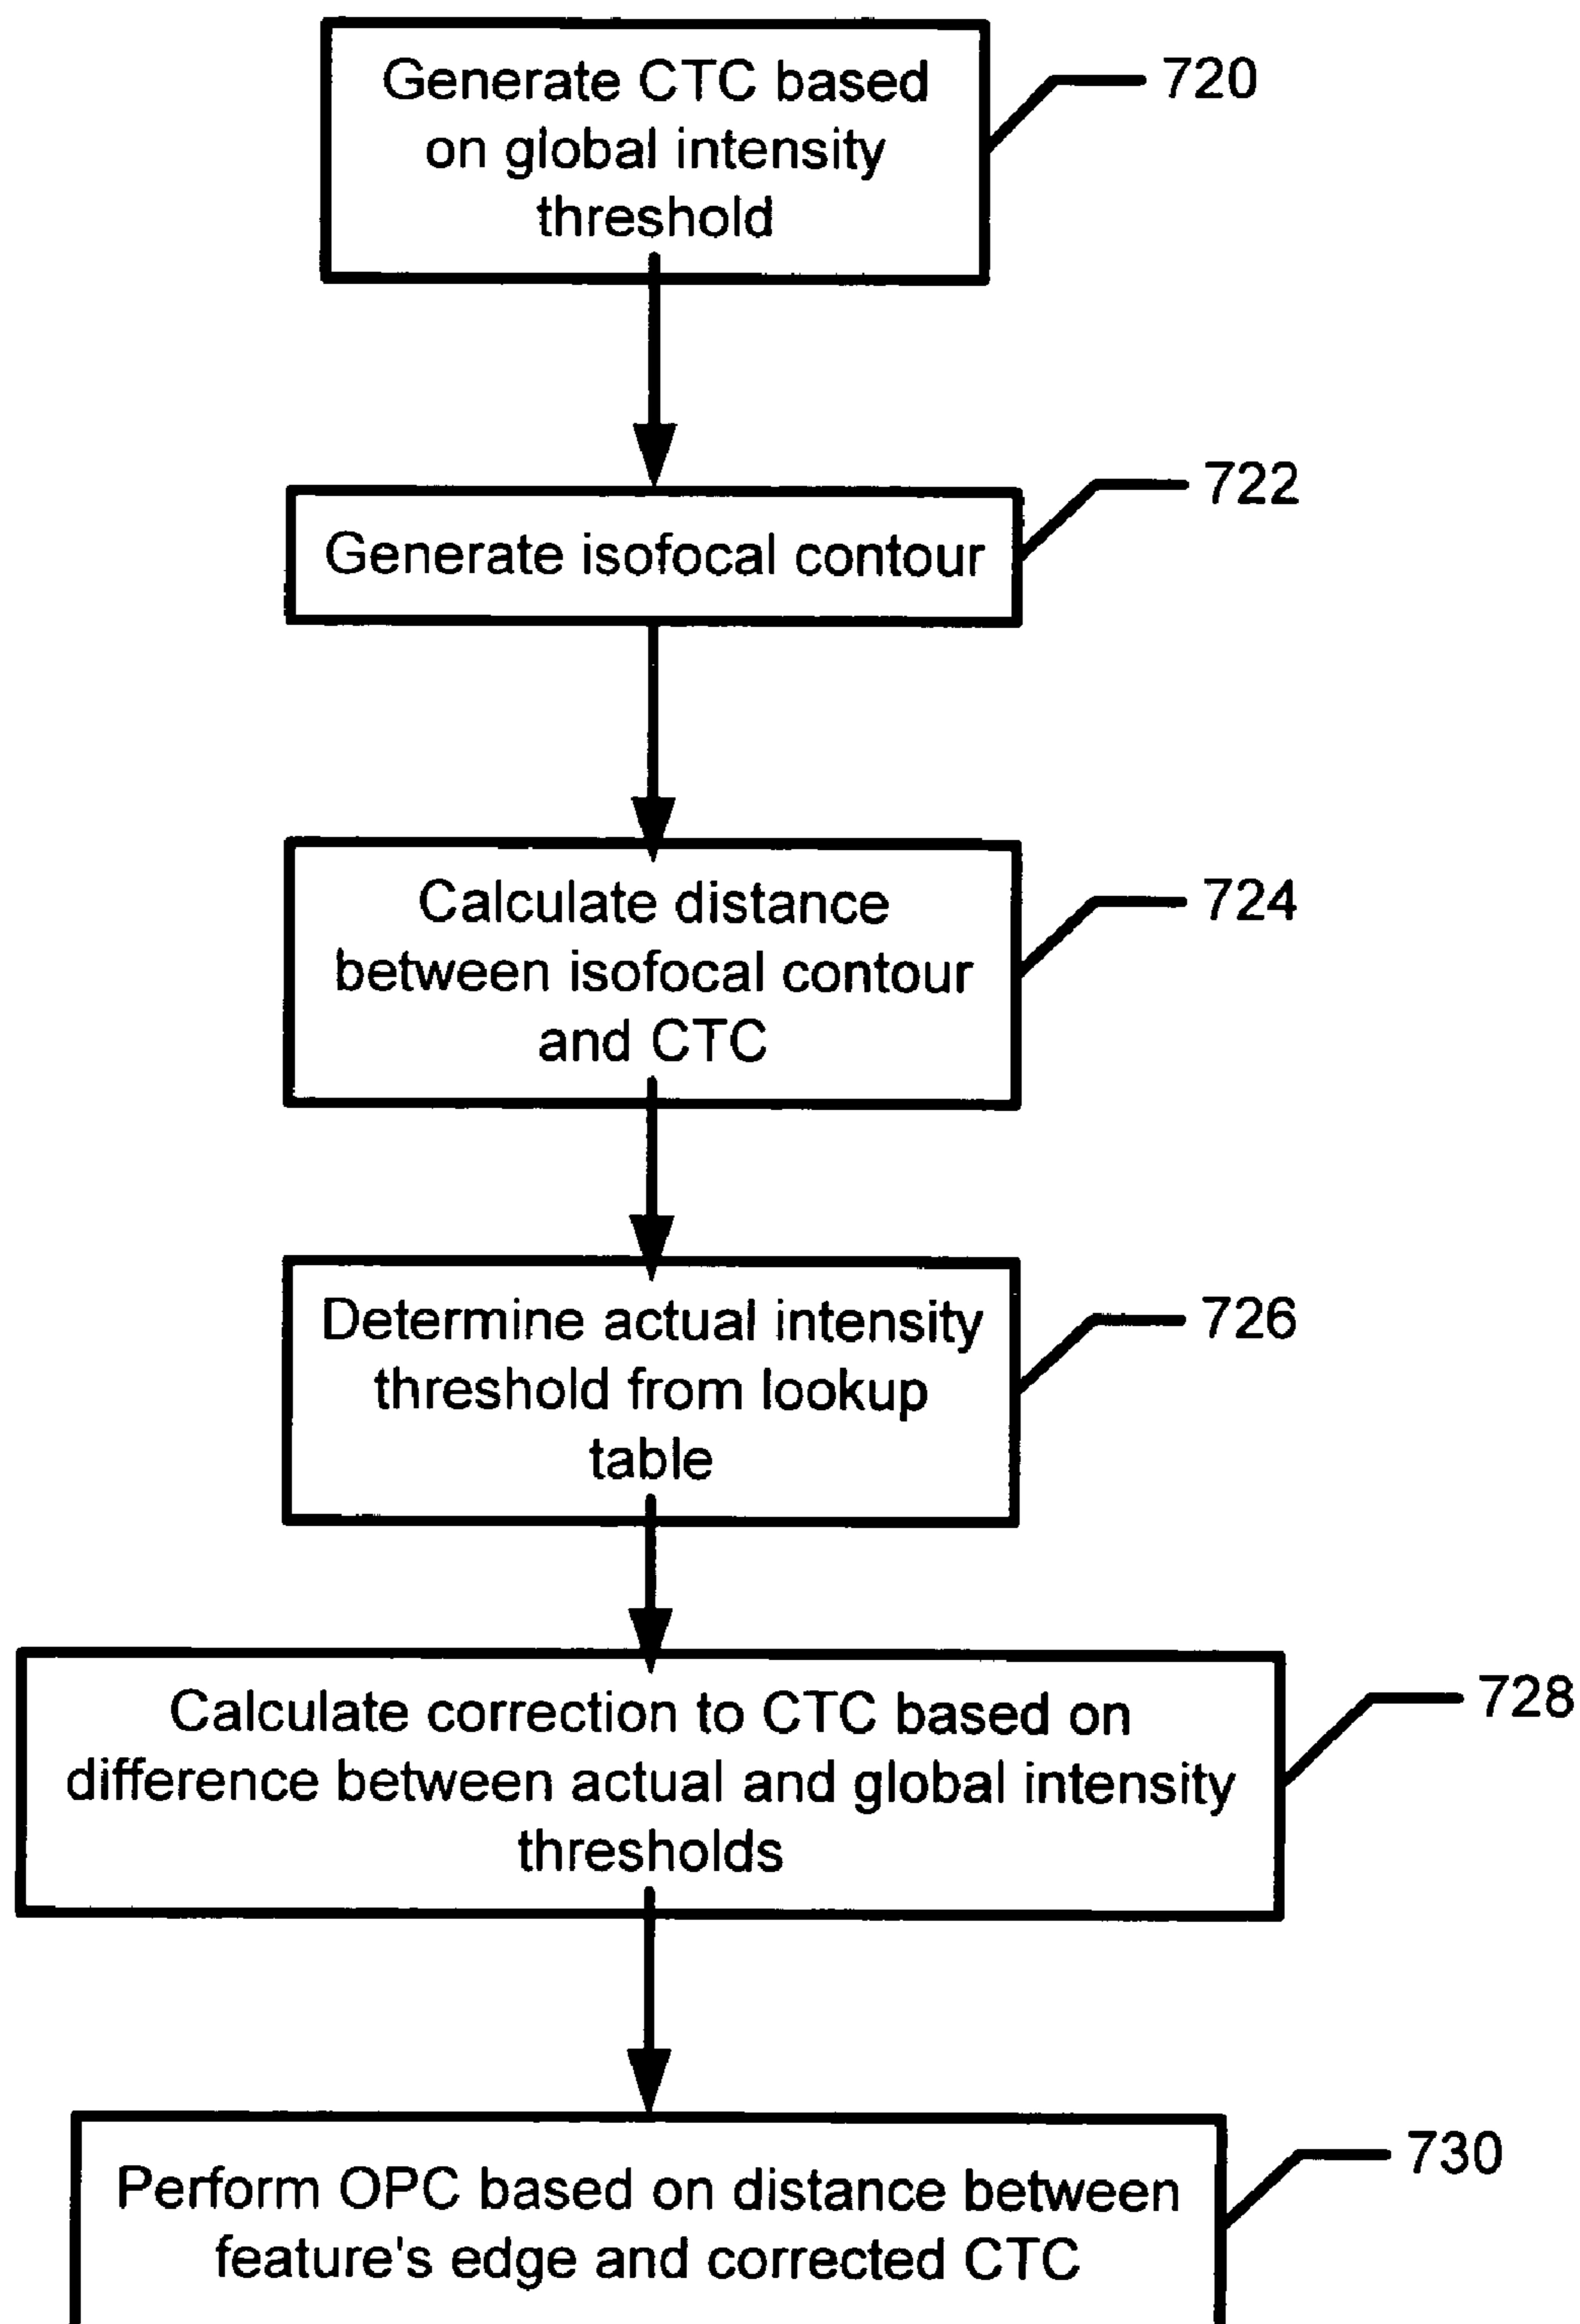 Generate CTC based
on global intensity
threshold
720
Generate isofocal contour
722
Calculate distance
between isofocal contour
and CTC
724
Determine actual intensity
threshold from lookup
table
726
Calculate correction to CTC based on
difference between actual and global intensity
thresholds
728
Perform OPC based on distance between
feature's edge and corrected CTC
730